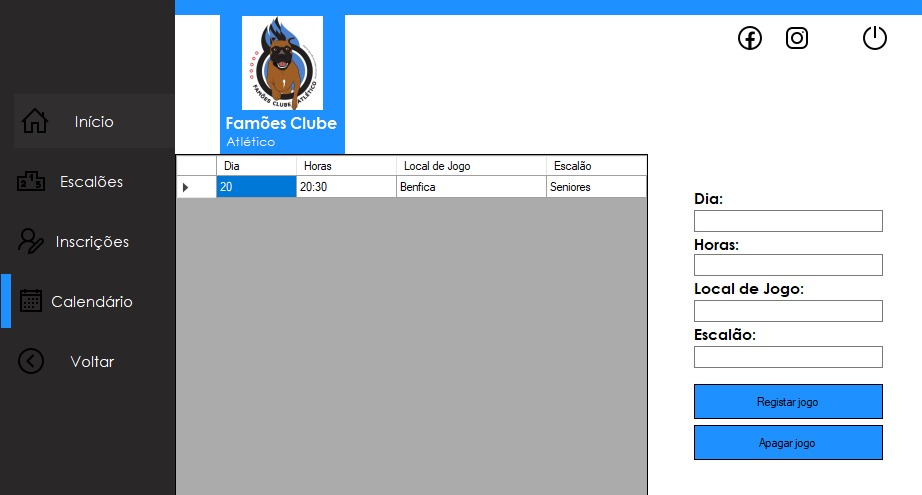 FAMÕES CLUBE ATLÉTICO
Famões Clube
Atlético
Início
Escalões
Inscrições
Calendário
Voltar
Dia Horas Local de Jogo Escalão
20 20:30 Benfica Seniores
Dia:
Horas:
Local de Jogo:
Escalão:
Registar jogo
Apagar jogo